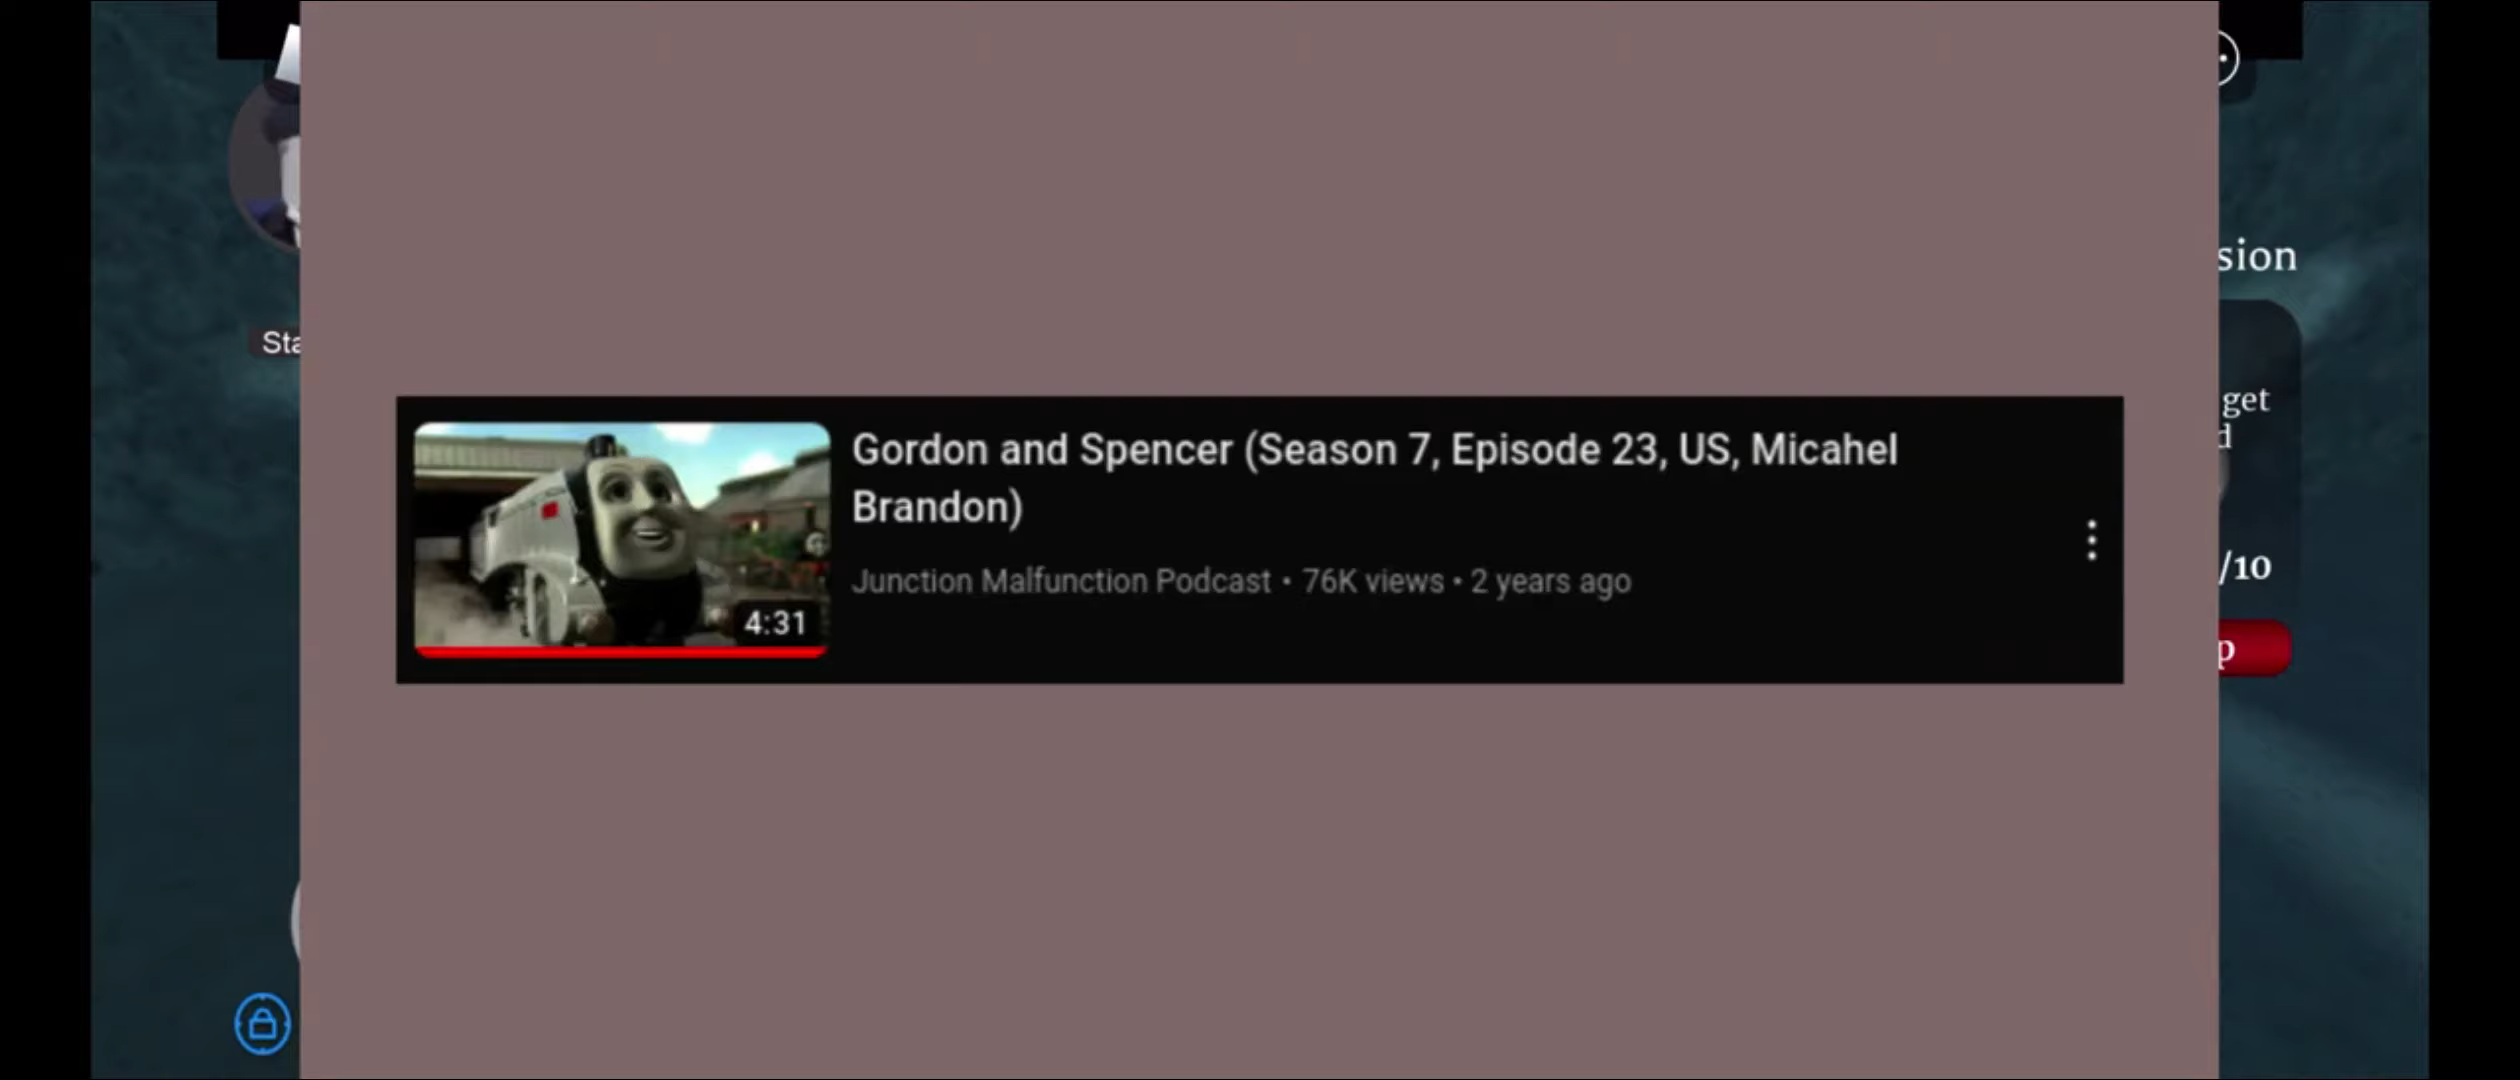 sion
Sta
get
d
Gordon and Spencer (Season 7, Episode 23, US, Micahel
Brandon)
Junction Malfunction Podcast • 76K views • 2 years ago
4:31
/10
p